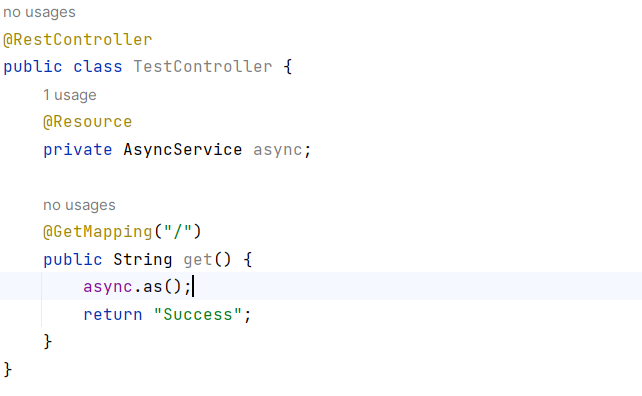 no usages
@RestController
public class TestController {
1 usage
@Resource
private AsyncService async;
no usages
@GetMapping("/")
public String get() {
async.as();
return "Success";
}
}